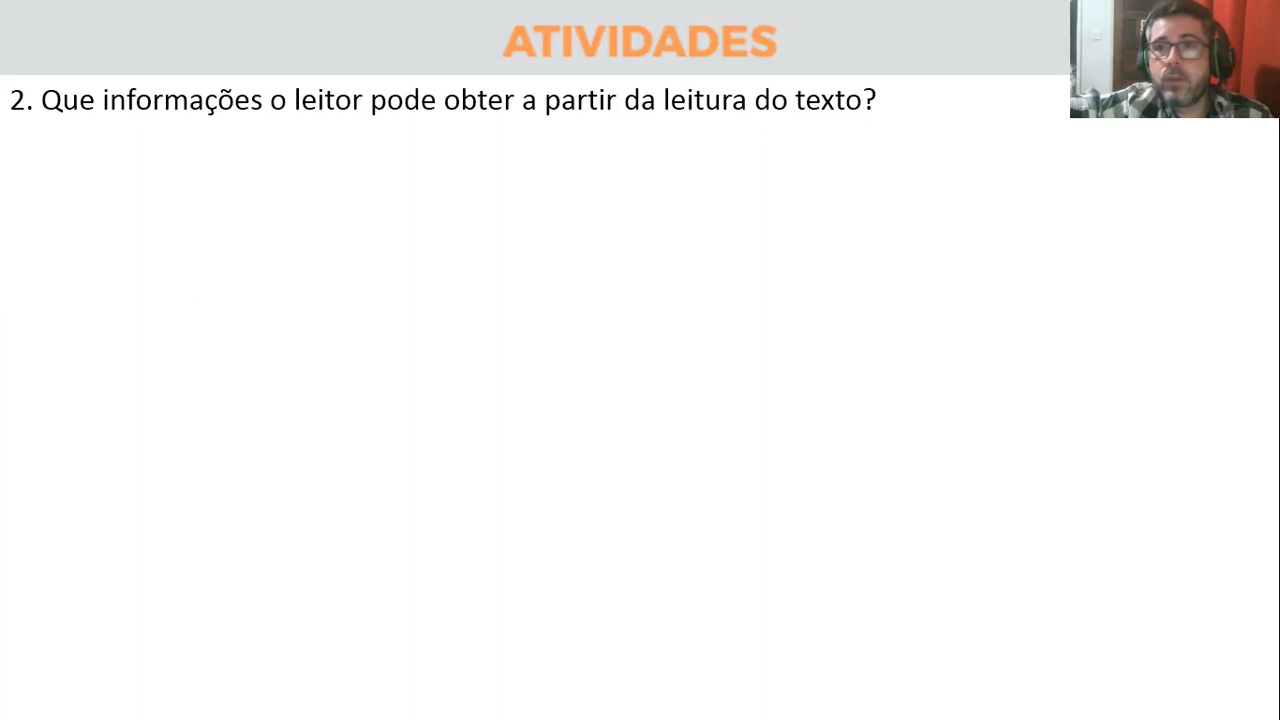 ATIVIDADES
2. Que informações o leitor pode obter a partir da leitura do texto?